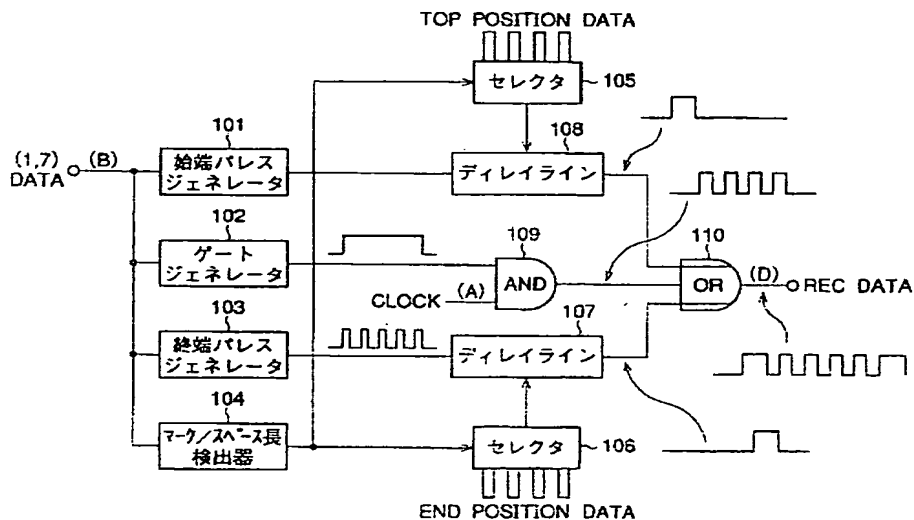 TOP POSITION DATA
セレクタ
105
101
108
(1,7)
DATA
(B)
始端パレス
ジェネレータ
ディレイライン
102
ゲート
ジェネレータ
109
AND
CLOCK
(A)
110
OR
(D)
REC DATA
103
終端パレス
ジェネレータ
107
ディレイライン
104
マーク/スペース長
検出器
セレクタ
106
END POSITION DATA